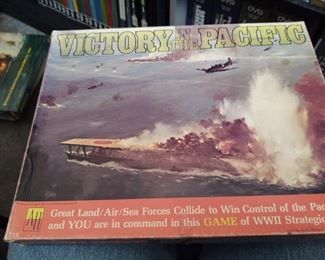 VICTORY IN THE PACIFIC
Great Land/Air/Sea Forces Collide to Win Control of the Pac
and YOU are in command in this GAME of WWII Strategic